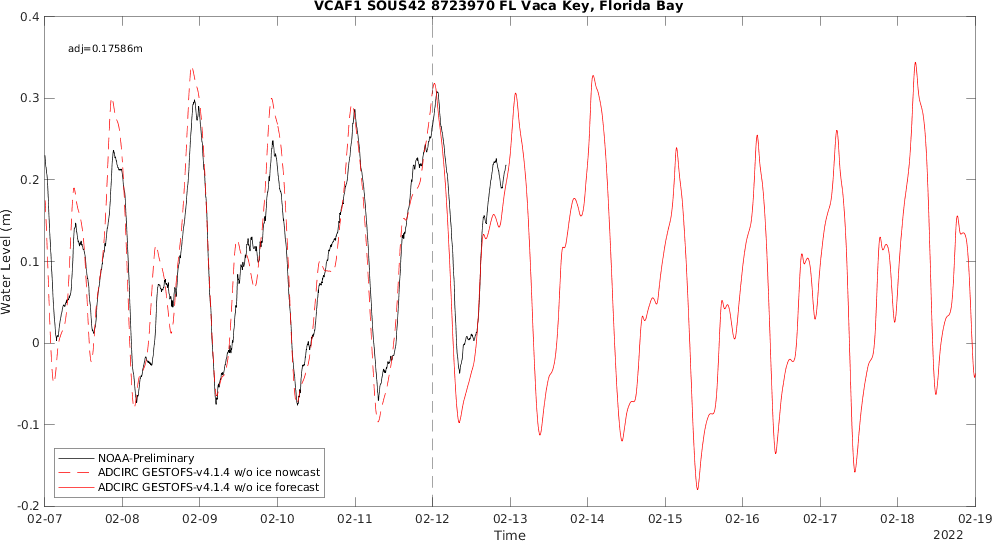 VCAF1 SOUS42 8723970 FL Vaca Key, Florida Bay
adj=0.17586m
0.4
0.3
0.2
0.1
0
-0.1
-0.2
Water Level (m)
NOAA-Preliminary
ADCIRC GESTOFS-v4.1.4 w/o ice nowcast
ADCIRC GESTOFS-v4.1.4 w/o ice forecast
02-07 02-08 02-09 02-10 02-11 02-12 02-13 02-14 02-15 02-16 02-17 02-18 02-19
Time
2022